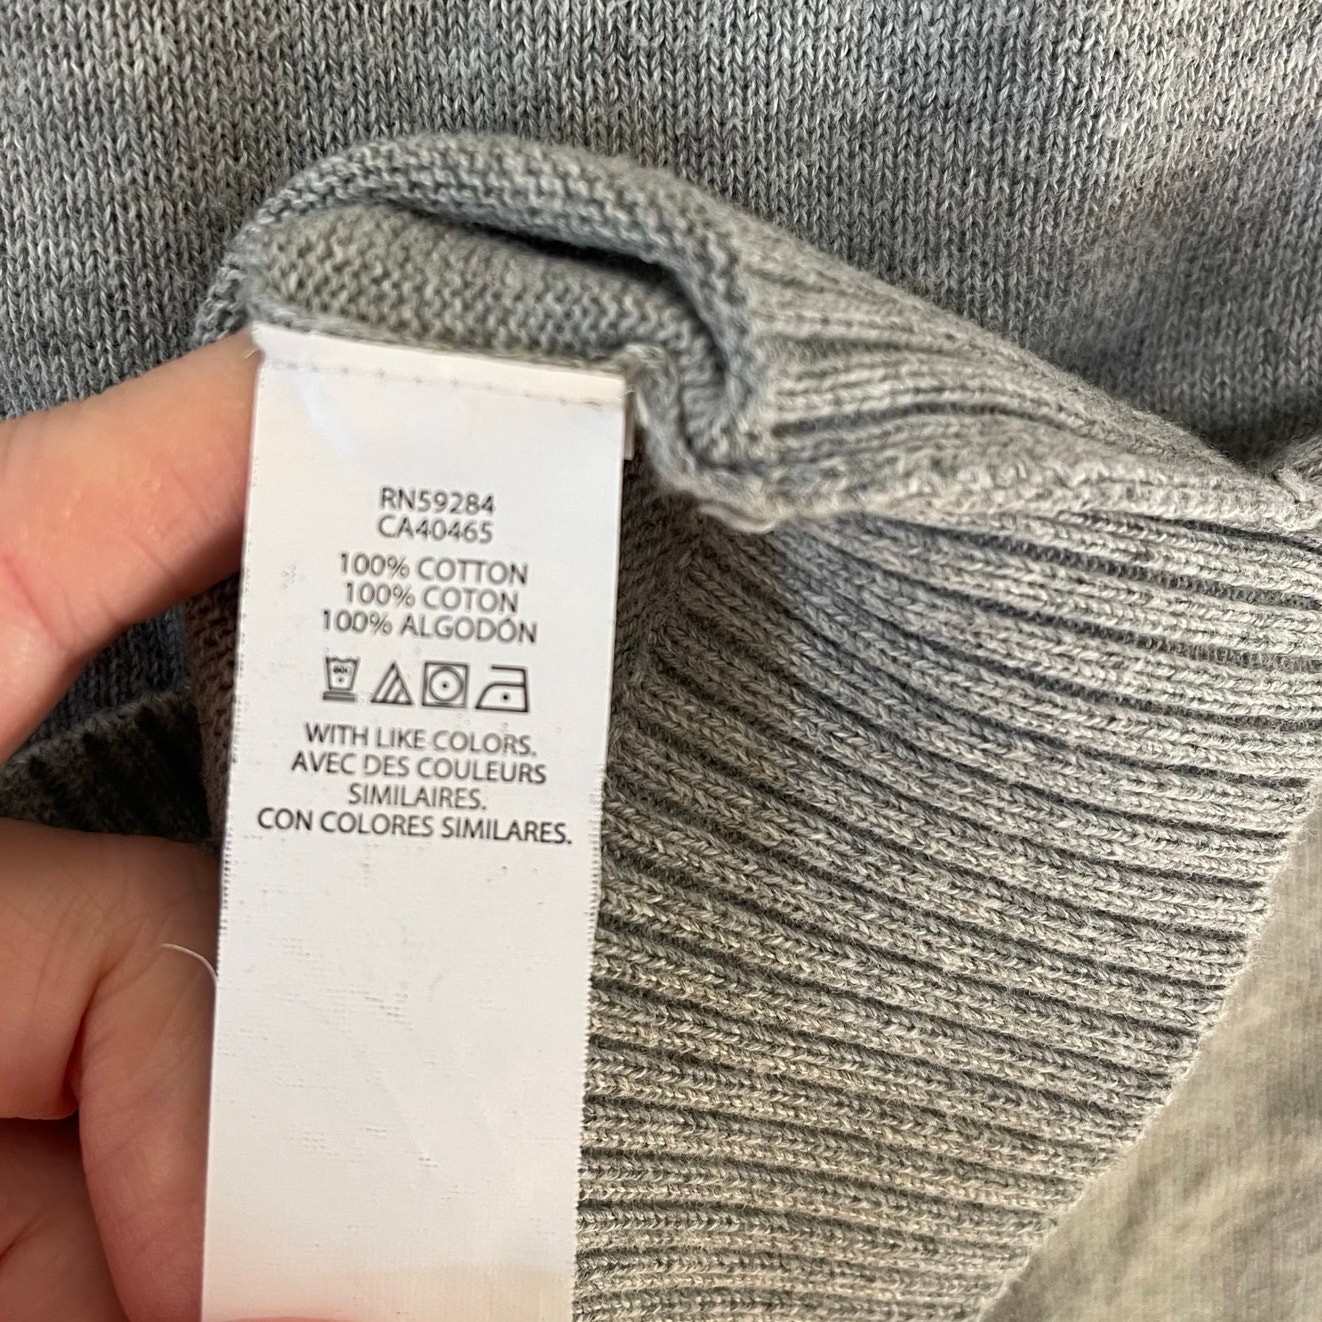 RN59284
CA40465
100% COTTON
100% COTON
100% ALGODÓN
WITH LIKE COLORS.
AVEC DES COULEURS
SIMILAIRES.
CON COLORES SIMILARES.